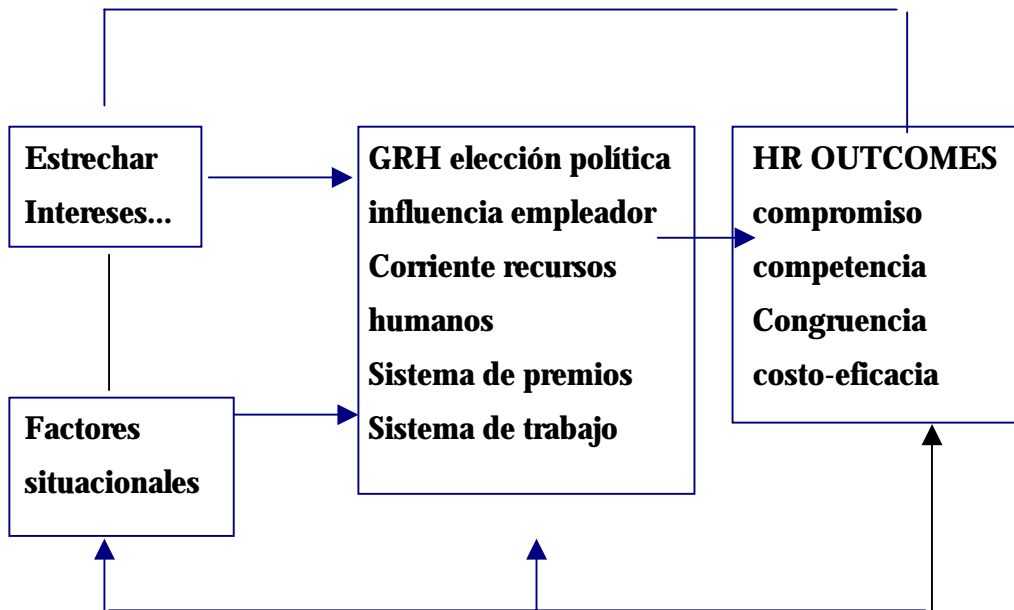 Estrechar
Intereses...
Factores
situacionales
GRH elección política
influencia empleador
Corriente recursos
humanos
Sistema de premios
Sistema de trabajo
HR OUTCOMES
compromiso
competencia
Congruencia
costo-eficacia